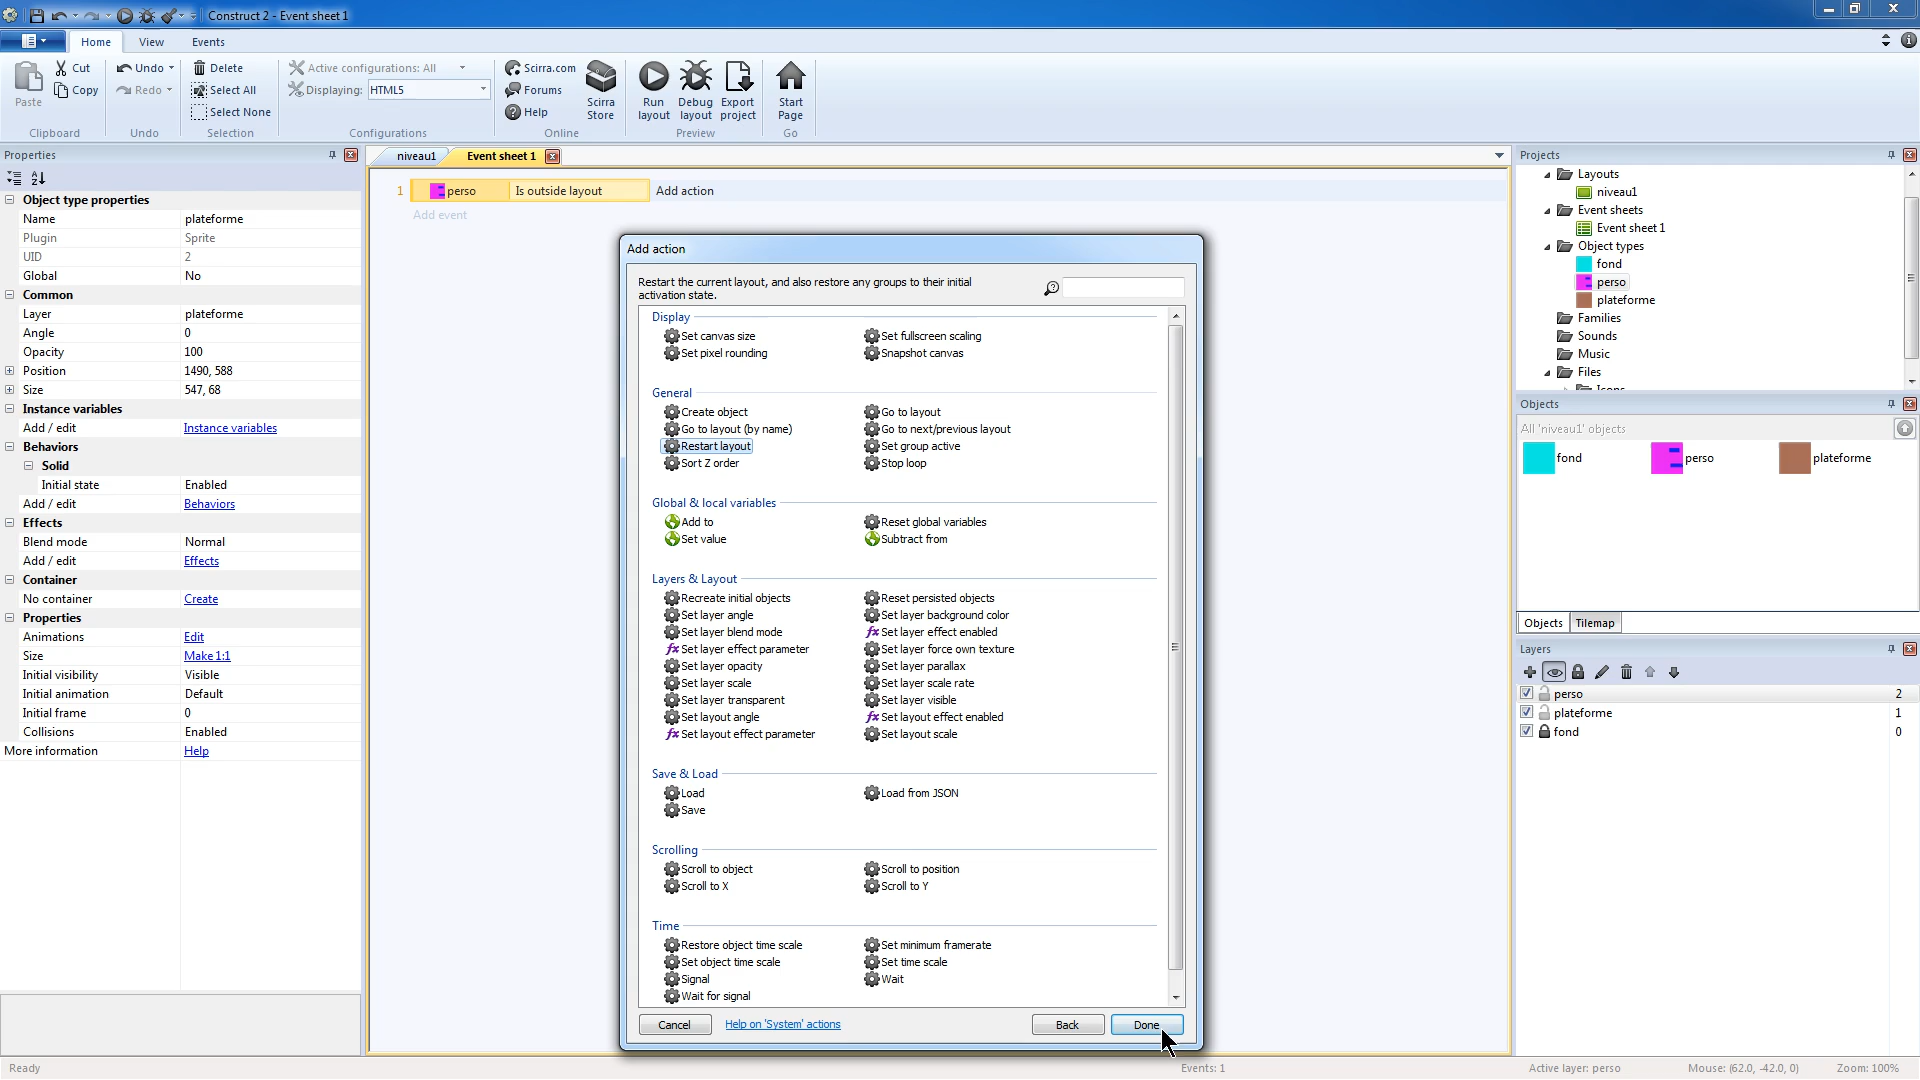 Construct 2 - Event sheet 1
Home View Events
Paste Cut Copy Clipboard
Undo Redo Undo
Delete Select All Select None Selection
Active configurations: All
Displaying: HTML5
Configurations
Scirra.com Forums Help Scirra Store Online
Run layout Debug layout Export project Preview
Start Page Go
Properties
Object type properties
Name plateforme
Plugin Sprite
UID 2
Global No
Common
Layer plateforme
Angle 0
Opacity 100
Position 1490, 588
Size 547, 68
Instance variables
Add / edit Instance variables
Behaviors
Solid
Initial state Enabled
Add / edit Behaviors
Effects
Blend mode Normal
Add / edit Effects
Container
No container Create
Properties
Animations Edit
Size Make 1:1
Initial visibility Visible
Initial animation Default
Initial frame 0
Collisions Enabled
More information Help
niveau1 Event sheet 1
1 perso Is outside layout Add action
Add event
Add action
Restart the current layout, and also restore any groups to their initial
activation state.
Display
Set canvas size Set fullscreen scaling
Set pixel rounding Snapshot canvas
General
Create object Go to layout
Go to layout (by name) Go to next/previous layout
Restart layout Set group active
Sort Z order Stop loop
Global & local variables
Add to Reset global variables
Set value Subtract from
Layers & Layout
Recreate initial objects Reset persisted objects
Set layer angle Set layer background color
Set layer blend mode fx Set layer effect enabled
fx Set layer effect parameter Set layer force own texture
Set layer opacity Set layer parallax
Set layer scale Set layer scale rate
Set layer transparent Set layer visible
Set layout angle fx Set layout effect enabled
fx Set layout effect parameter Set layout scale
Save & Load
Load Load from JSON
Save
Scrolling
Scroll to object Scroll to position
Scroll to X Scroll to Y
Time
Restore object time scale Set minimum framerate
Set object time scale Set time scale
Signal Wait
Wait for signal
Cancel Help on 'System' actions Back Done
Projects
Layouts
niveau1
Event sheets
Event sheet 1
Object types
fond
perso
plateforme
Families
Sounds
Music
Files
Icons
Objects
All 'niveau1' objects
fond perso plateforme
Objects Tilemap
Layers
perso 2
plateforme 1
fond 0
Ready Events: 1 Active layer: perso Mouse: (62.0, -42.0, 0) Zoom: 100%